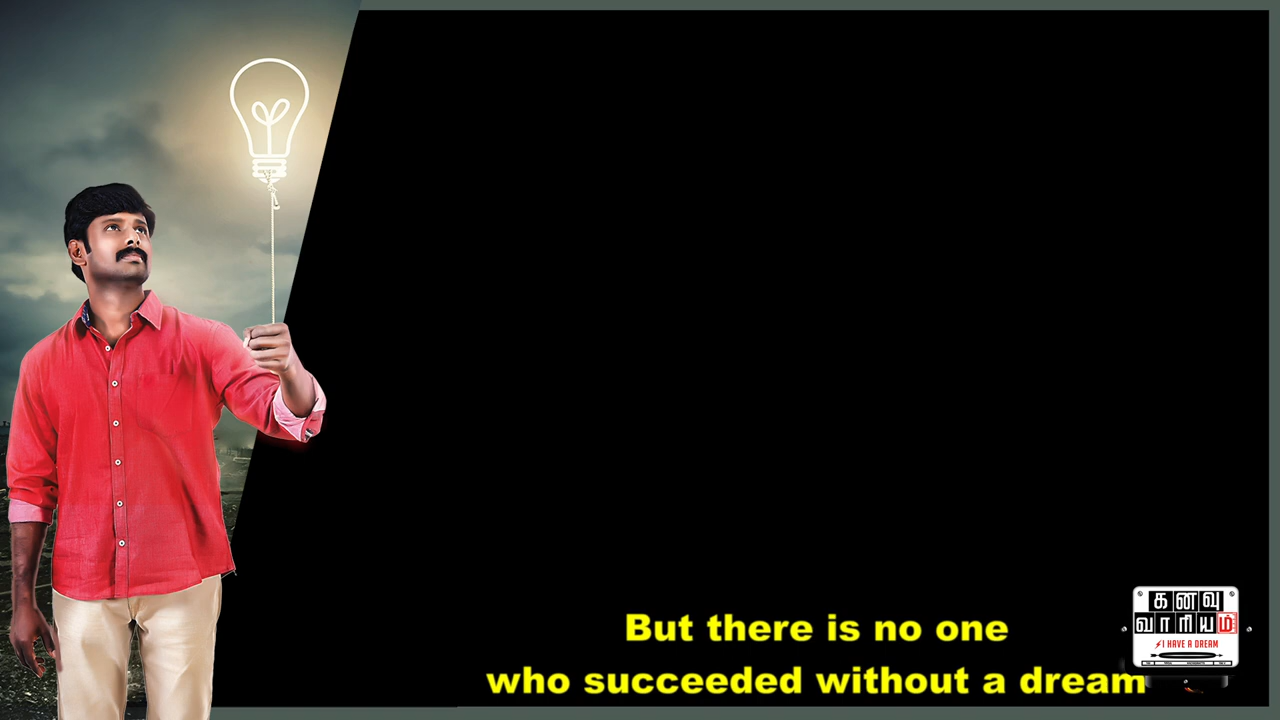 But there is no one
who succeeded without a dream
கனவு
வாரியம்
I HAVE A DREAM